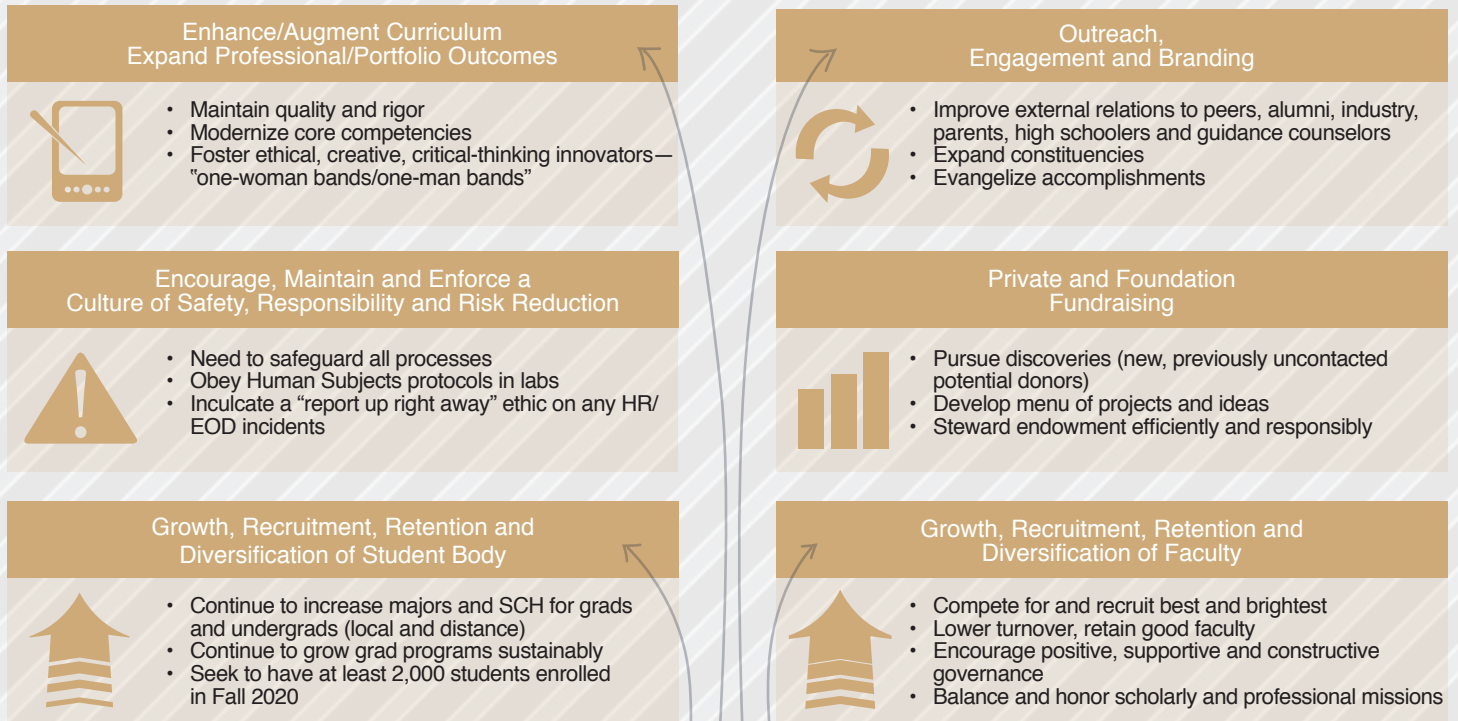 Enhance/Augment Curriculum
Expand Professional/Portfolio Outcomes
• Maintain quality and rigor
• Modernize core competencies
• Foster ethical, creative, critical-thinking innovators—
"one-woman bands/one-man bands”
Outreach,
Engagement and Branding
• Improve external relations to peers, alumni, industry,
parents, high schoolers and guidance counselors
• Expand constituencies
• Evangelize accomplishments
Encourage, Maintain and Enforce a
Culture of Safety, Responsibility and Risk Reduction
• Need to safeguard all processes
• Obey Human Subjects protocols in labs
• Inculcate a “report up right away” ethic on any HR/
EOD incidents
Private and Foundation
Fundraising
• Pursue discoveries (new, previously uncontacted
potential donors)
• Develop menu of projects and ideas
• Steward endowment efficiently and responsibly
Growth, Recruitment, Retention and
Diversification of Student Body
• Continue to increase majors and SCH for grads
and undergrads (local and distance)
• Continue to grow grad programs sustainably
• Seek to have at least 2,000 students enrolled
in Fall 2020
Growth, Recruitment, Retention and
Diversification of Faculty
• Compete for and recruit best and brightest
• Lower turnover, retain good faculty
• Encourage positive, supportive and constructive
governance
• Balance and honor scholarly and professional missions